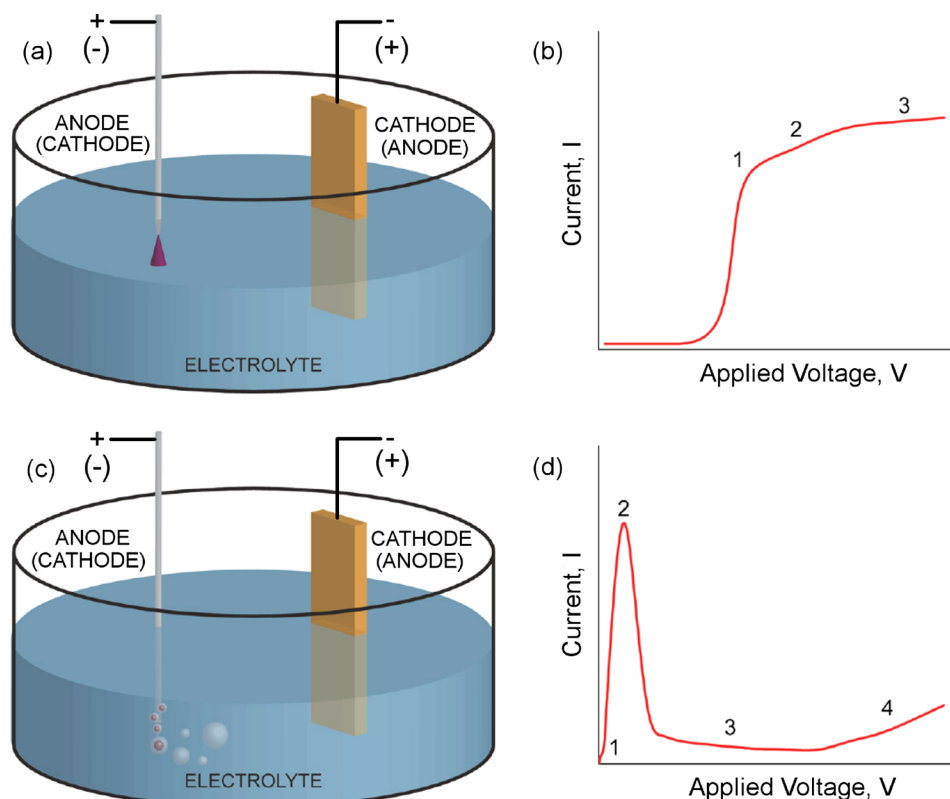 (a)
+
(-)
-
(+)
ANODE
(CATHODE)
CATHODE
(ANODE)
ELECTROLYTE
(b)
Current, I
1
2
3
Applied Voltage, V
(c)
+
(-)
-
(+)
ANODE
(CATHODE)
CATHODE
(ANODE)
ELECTROLYTE
(d)
Current, I
2
1
3
4
Applied Voltage, V